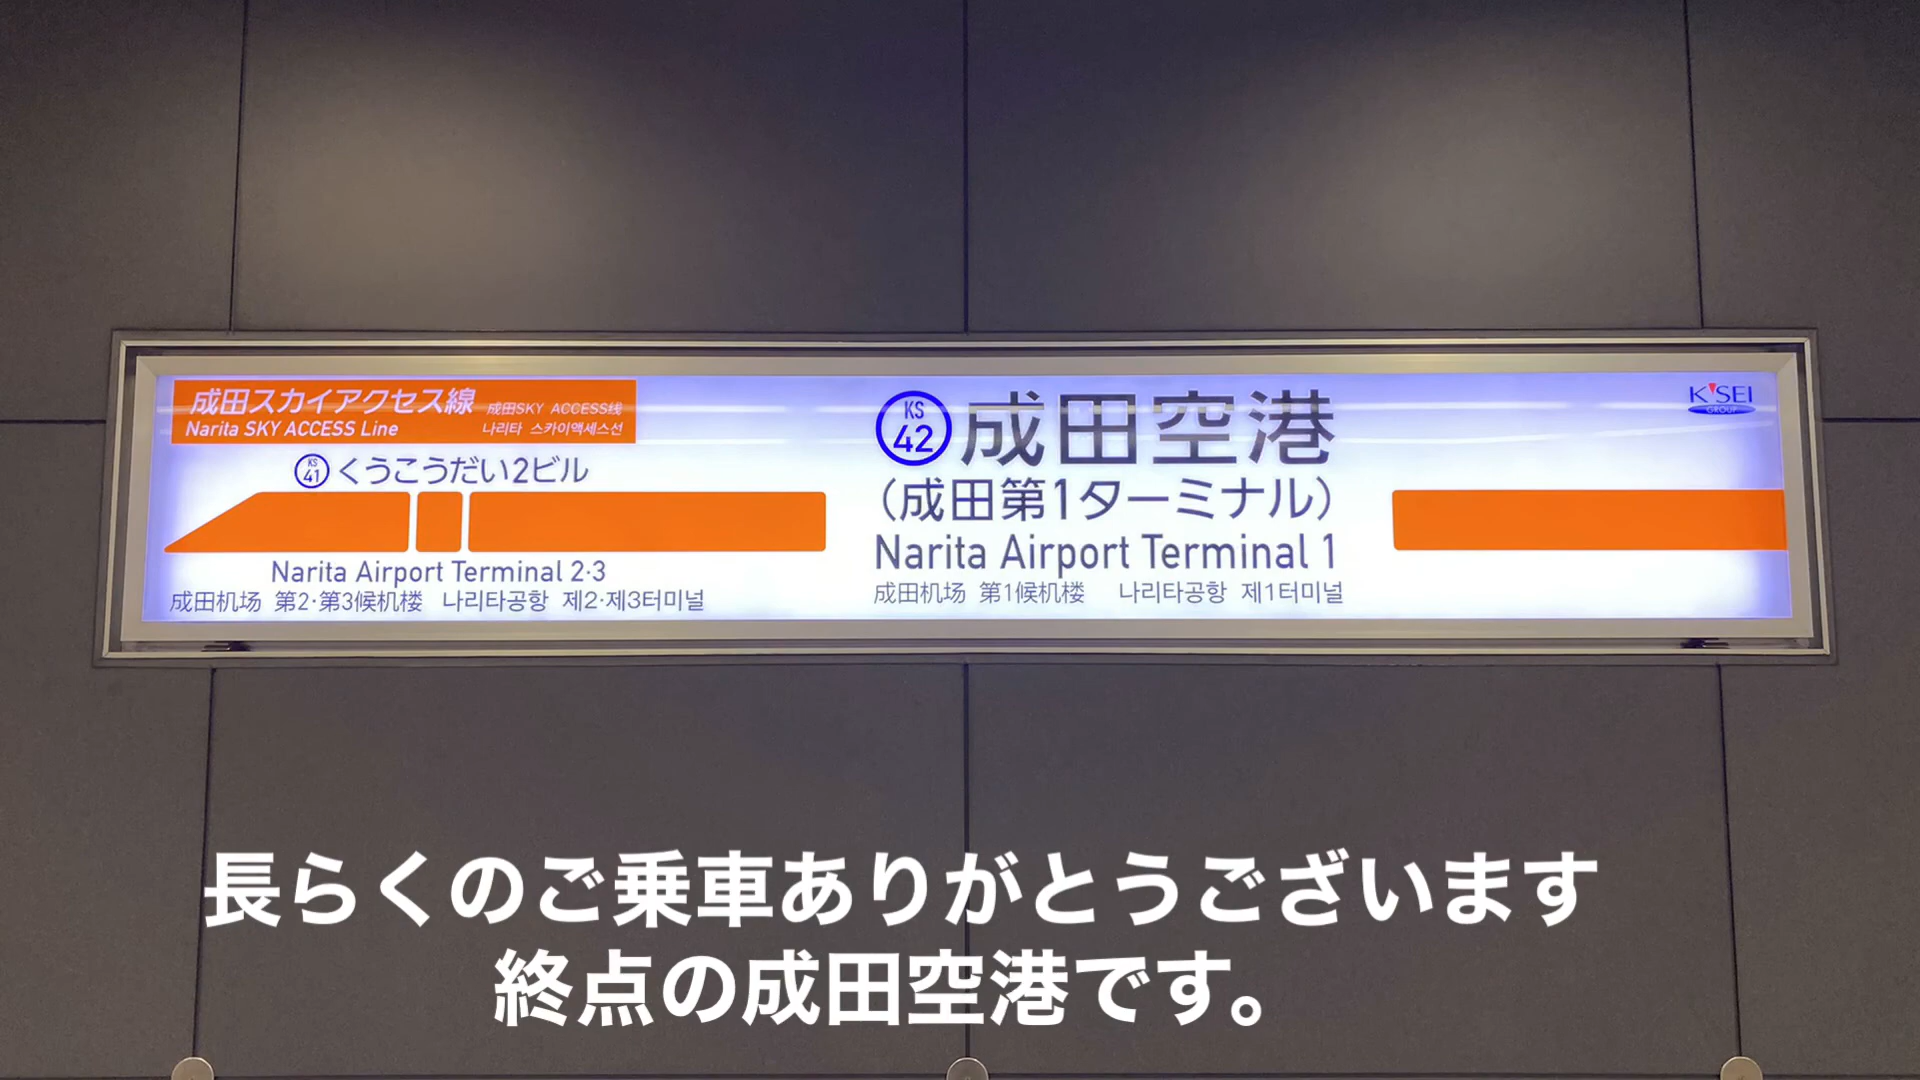 成田スカイアクセス線 成田SKY ACCESS线
Narita SKY ACCESS Line 나리타 스카이액세스선
KS
41
くうこうだい2ビル
Narita Airport Terminal 2·3
成田机场 第2·第3候机楼 나리타공항 제2·제3터미널
KS
42
成田空港
(成田第1ターミナル)
Narita Airport Terminal 1
成田机场 第1候机楼 나리타공항 제1터미널
K'SEI
GROUP
長らくのご乗車ありがとうございます
終点の成田空港です。